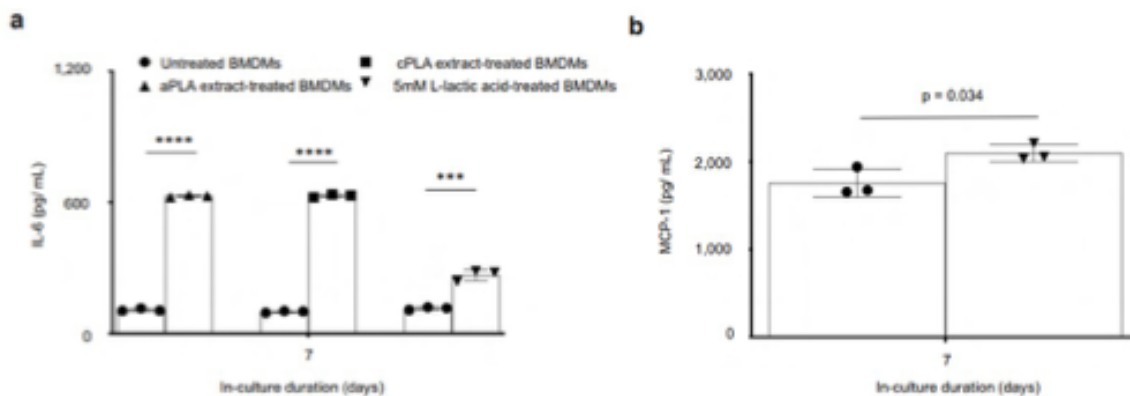 a
Untreated BMDMs
cPLA extract-treated BMDMs
aPLA extract-treated BMDMs
5mM L-lactic acid-treated BMDMs
1,200
600
0
IL-6 (pg/ mL)
****
****
***
7
In-culture duration (days)
b
3,000
2,000
1,000
0
MCP-1 (pg/ mL)
p = 0.034
7
In-culture duration (days)